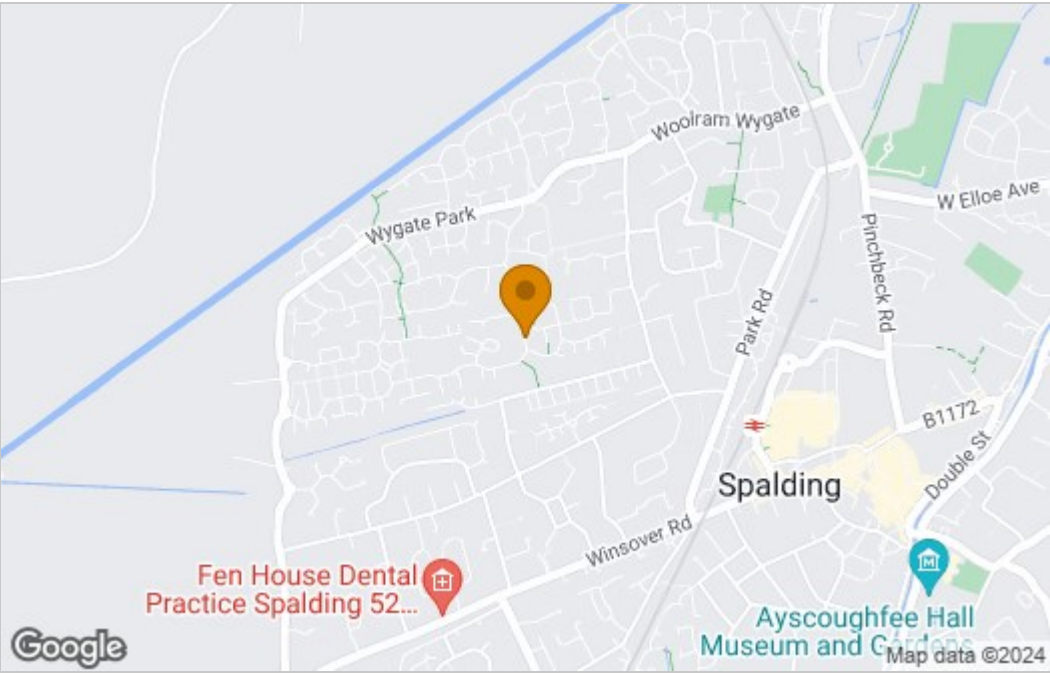 Woolram Wygate
W Elloe Ave
Wygate Park
Pinchbeck Rd
Park Rd
B1172
Double St
Spalding
Winsover Rd
Fen House Dental
Practice Spalding 52...
Ayscoughfee Hall
Museum and Gardens
Google
Map data ©2024